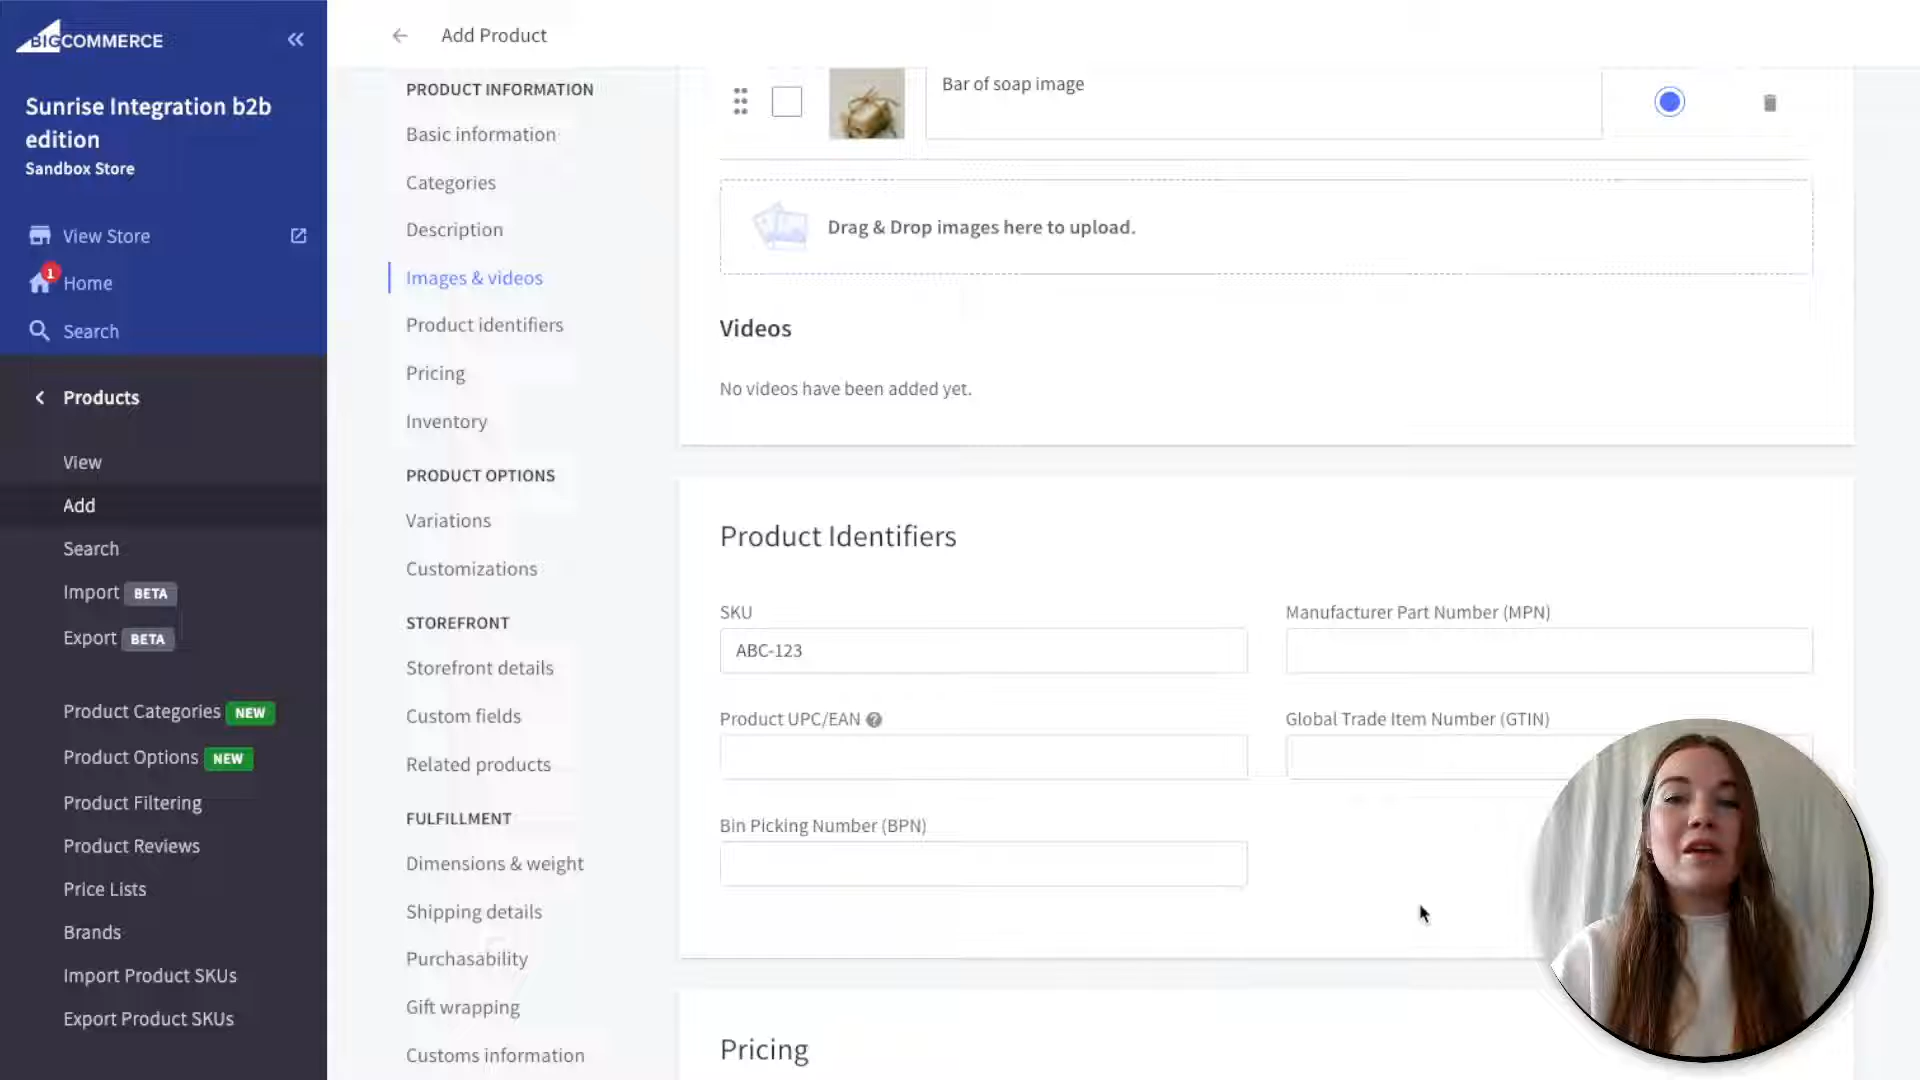 BIGCOMMERCE
Sunrise Integration b2b
edition
Sandbox Store
View Store
1
Home
Search
Products
View
Add
Search
Import BETA
Export BETA
Product Categories NEW
Product Options NEW
Product Filtering
Product Reviews
Price Lists
Brands
Import Product SKUs
Export Product SKUs
Add Product
PRODUCT INFORMATION
Basic information
Categories
Description
Images & videos
Product identifiers
Pricing
Inventory
PRODUCT OPTIONS
Variations
Customizations
STOREFRONT
Storefront details
Custom fields
Related products
FULFILLMENT
Dimensions & weight
Shipping details
Purchasability
Gift wrapping
Customs information
Bar of soap image
Drag & Drop images here to upload.
Videos
No videos have been added yet.
Product Identifiers
SKU
ABC-123
Manufacturer Part Number (MPN)
Product UPC/EAN ?
Global Trade Item Number (GTIN)
Bin Picking Number (BPN)
Pricing